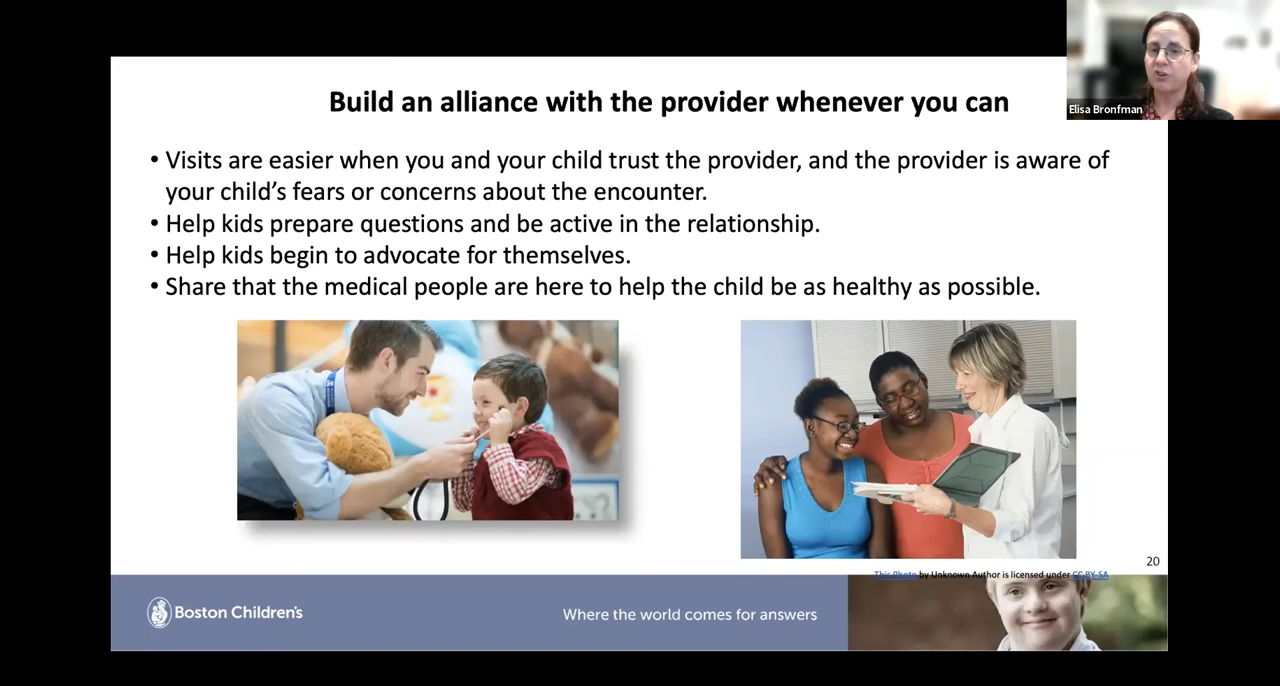 Build an alliance with the provider whenever you can
Elisa Bronfman
• Visits are easier when you and your child trust the provider, and the provider is aware of
your child’s fears or concerns about the encounter.
• Help kids prepare questions and be active in the relationship.
• Help kids begin to advocate for themselves.
• Share that the medical people are here to help the child be as healthy as possible.
20
This Photo by Unknown Author is licensed under CC BY-SA
Boston Children's
Where the world comes for answers